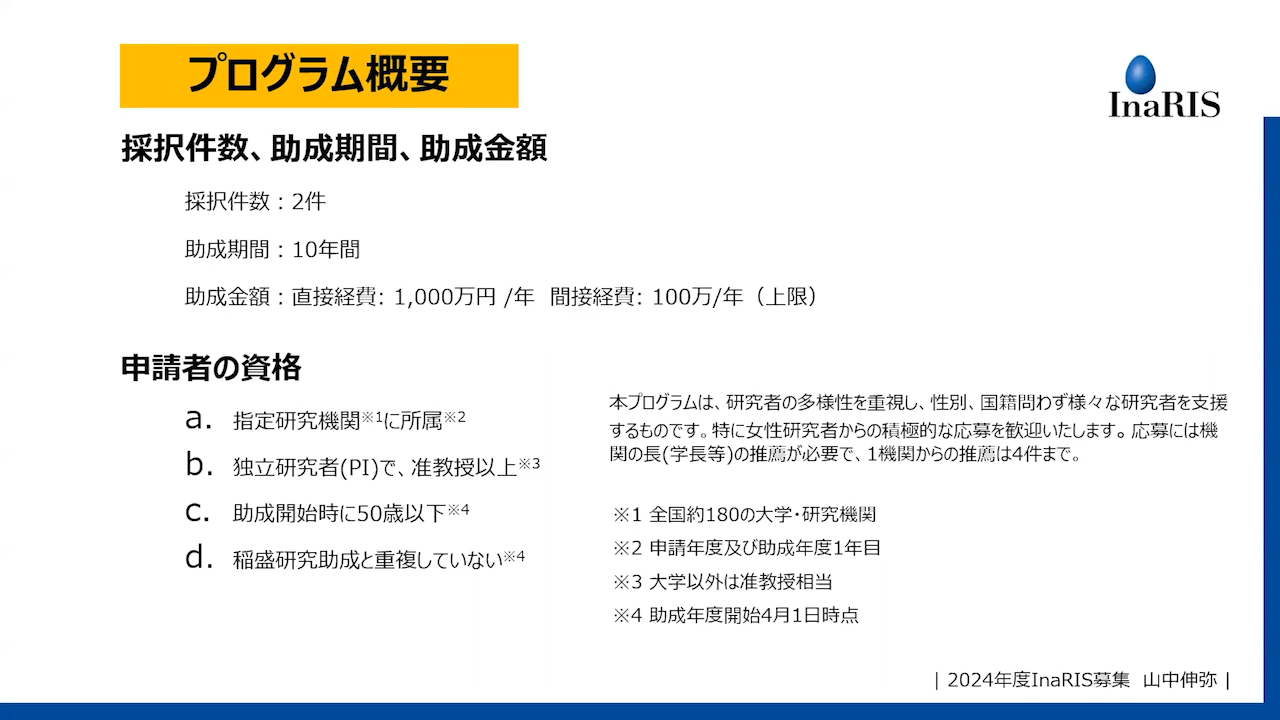 プログラム概要
InaRIS
採択件数、助成期間、助成金額
採択件数：2件
助成期間：10年間
助成金額：直接経費: 1,000万円 /年 間接経費: 100万/年（上限）
申請者の資格
a. 指定研究機関※1に所属※2
b. 独立研究者(PI)で、准教授以上※3
c. 助成開始時に50歳以下※4
d. 稲盛研究助成と重複していない※4
本プログラムは、研究者の多様性を重視し、性別、国籍問わず様々な研究者を支援
するものです。特に女性研究者からの積極的な応募を歓迎いたします。応募には機
関の長(学長等)の推薦が必要で、1機関からの推薦は4件まで。
※1 全国約180の大学・研究機関
※2 申請年度及び助成年度1年目
※3 大学以外は准教授相当
※4 助成年度開始4月1日時点
| 2024年度InaRIS募集 山中伸弥 |